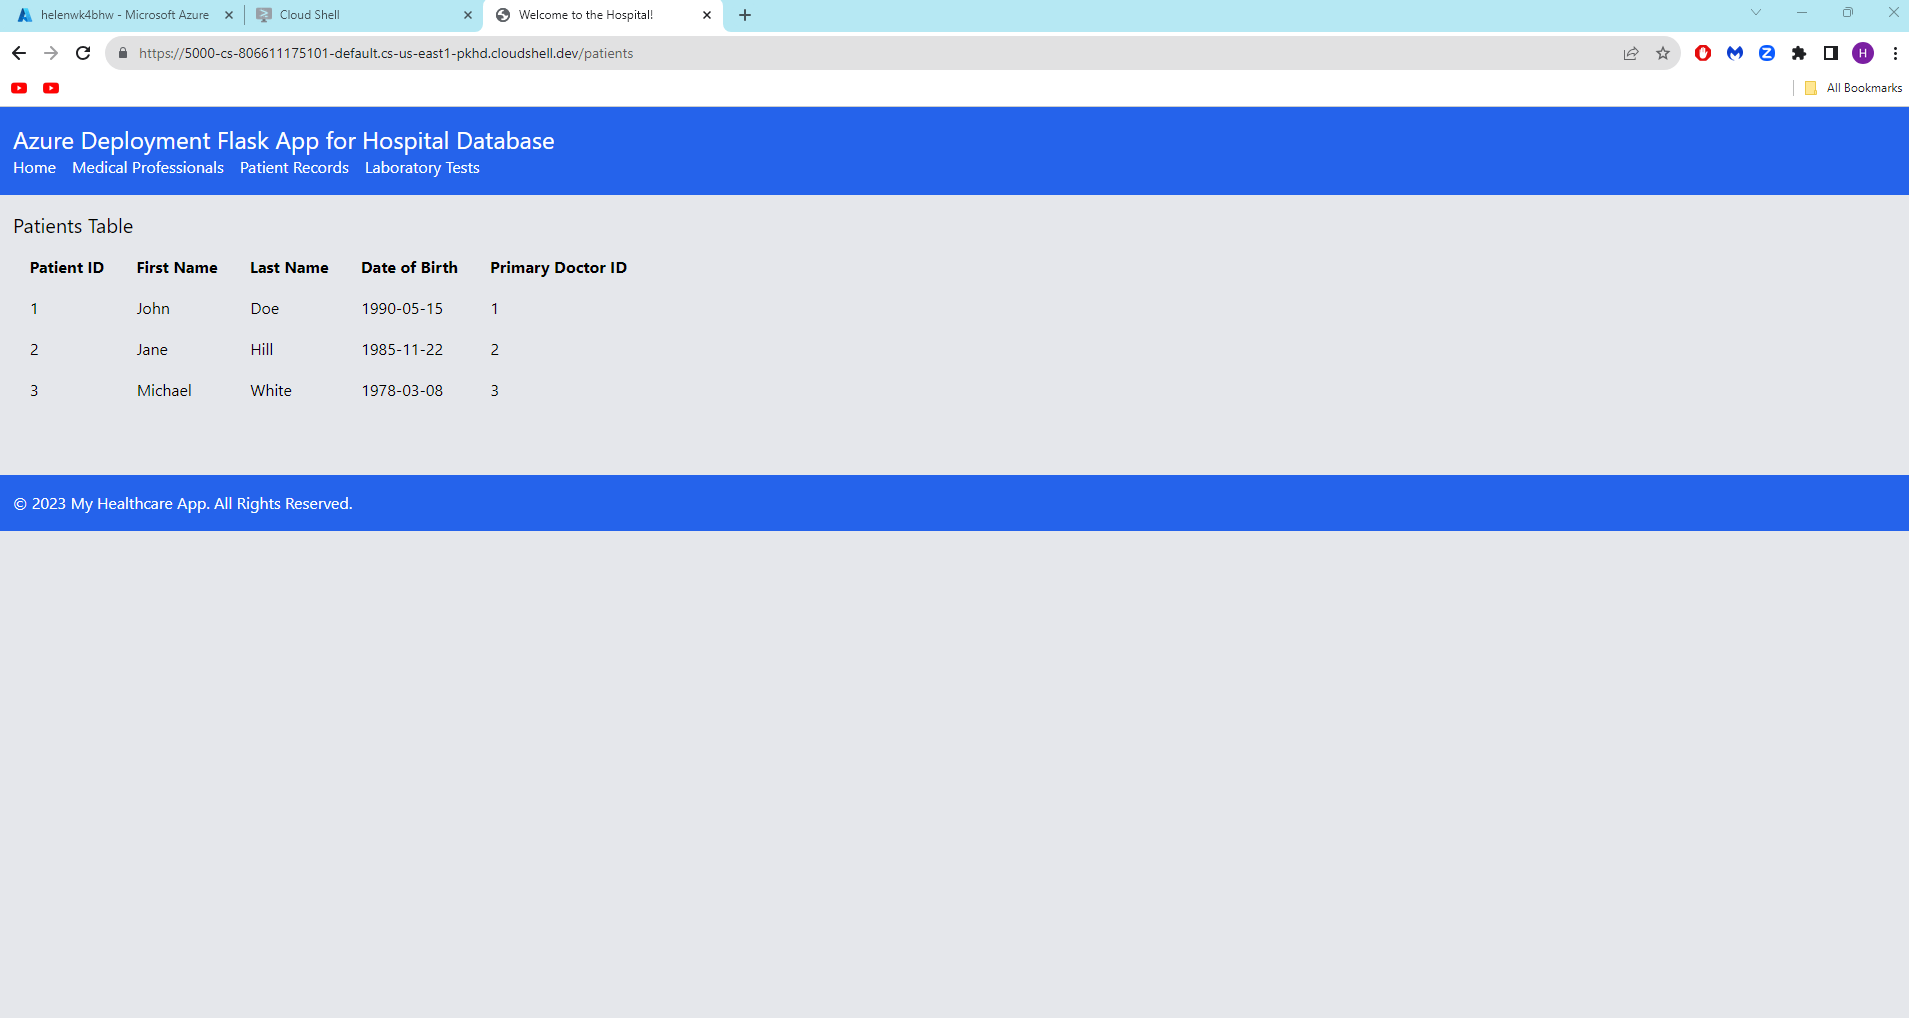 helenwk4bhw - Microsoft Azure Cloud Shell Welcome to the Hospital!
https://5000-cs-806611175101-default.cs-us-east1-pkhd.cloudshell.dev/patients H
All Bookmarks
Azure Deployment Flask App for Hospital Database
Home Medical Professionals Patient Records Laboratory Tests
Patients Table
Patient ID First Name Last Name Date of Birth Primary Doctor ID
1 John Doe 1990-05-15 1
2 Jane Hill 1985-11-22 2
3 Michael White 1978-03-08 3
© 2023 My Healthcare App. All Rights Reserved.